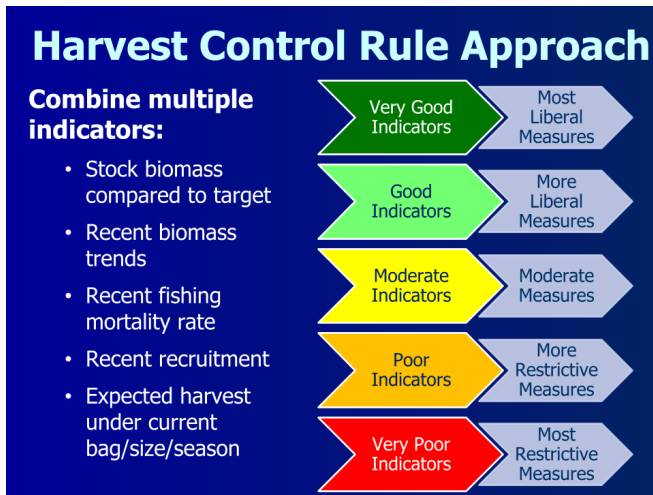 Harvest Control Rule Approach
Combine multiple
indicators:
• Stock biomass
compared to target
• Recent biomass
trends
• Recent fishing
mortality rate
• Recent recruitment
• Expected harvest
under current
bag/size/season
Very Good
Indicators
Most
Liberal
Measures
Good
Indicators
More
Liberal
Measures
Moderate
Indicators
Moderate
Measures
Poor
Indicators
More
Restrictive
Measures
Very Poor
Indicators
Most
Restrictive
Measures